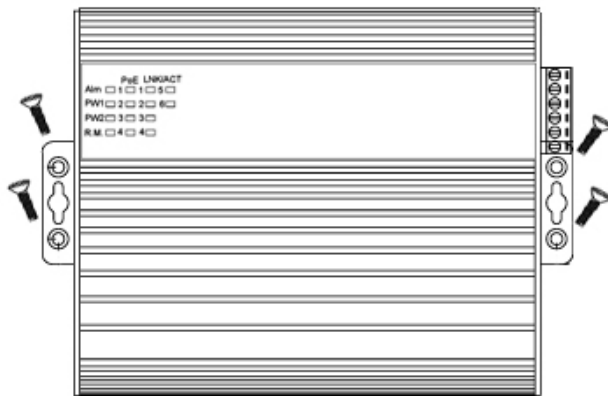 PoE LNK/ACT
Alm 1 1 5
PW1 2 2 6
PW2 3 3
R.M. 4 4